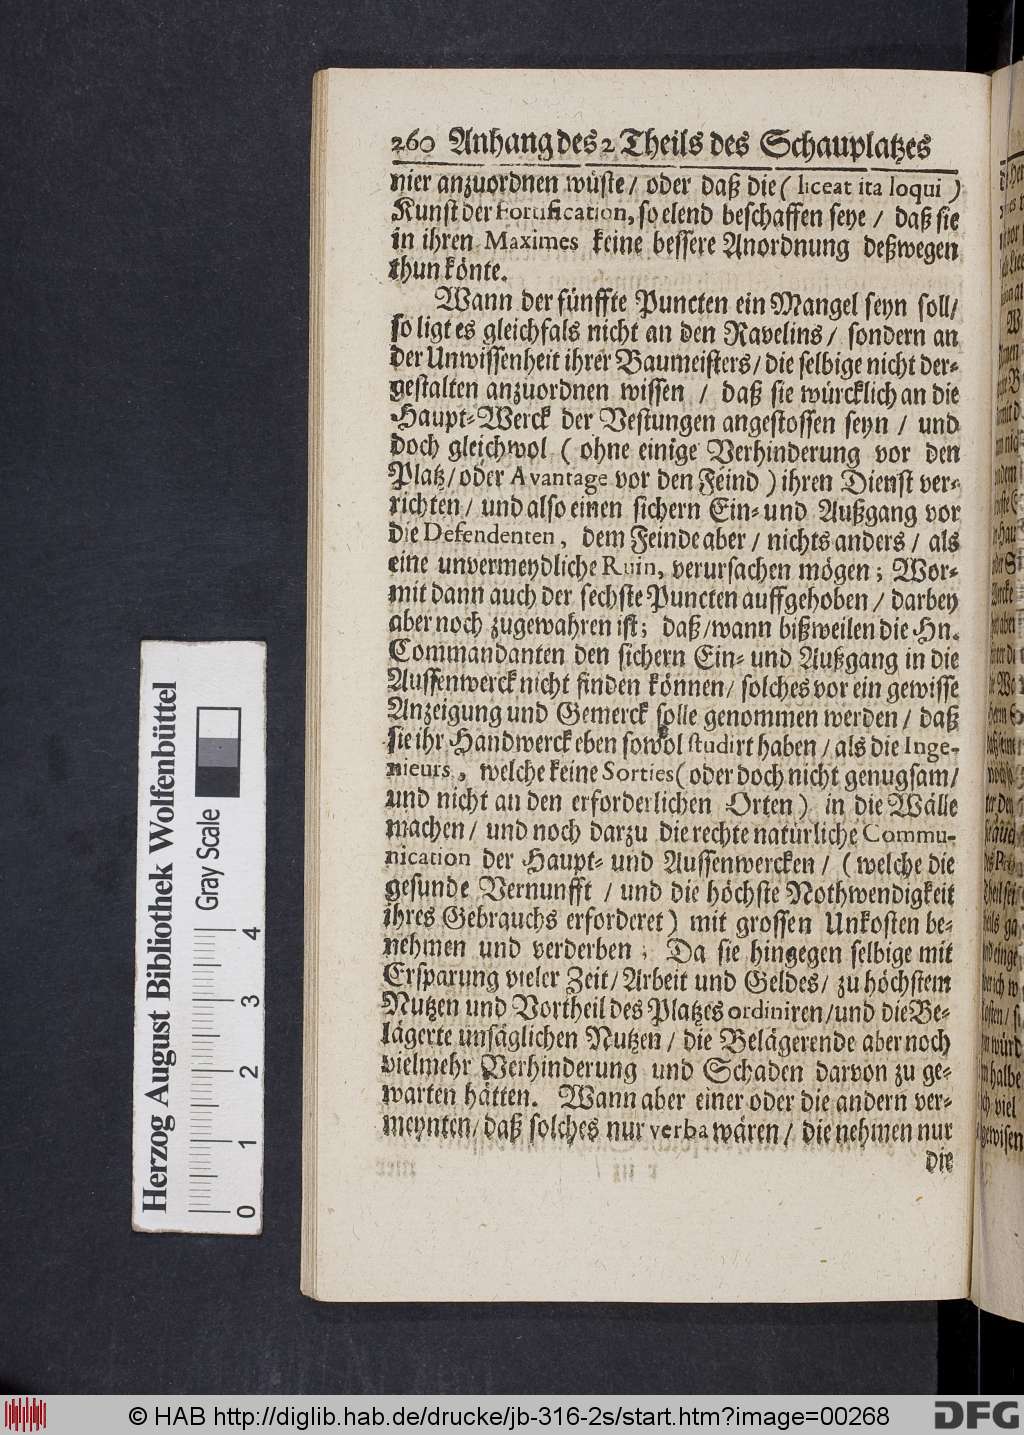 260 Anhang des 2 Theils des Schauplatzes
nier anzuordnen wüste / oder daß die ( liceat ita loqui )
Kunst der Fortification, so elend beschaffen seye / daß sie
in ihren Maximes keine bessere Anordnung deßwegen
thun könte.
Wann der fünffte Puncten ein Mangel seyn soll/
so ligt es gleichfals nicht an den Ravelins / sondern an
der Unwissenheit ihrer Baumeisters / die selbige nicht der-
gestalten anzuordnen wissen / daß sie würcklich an die
Haupt-Werck der Vestungen angestossen seyn / und
doch gleichwol ( ohne einige Verhinderung vor den
Platz / oder Avantage vor den Feind ) ihren Dienst ver-
richten / und also einen sichern Ein- und Außgang vor
die Defendenten, dem Feinde aber / nichts anders / als
eine unvermeydliche Ruin, verursachen mögen ; Wor-
mit dann auch der sechste Puncten auffgehoben / darbey
aber noch zugewahren ist ; daß / wann bißweilen die Hn.
Commandanten den sichern Ein- und Außgang in die
Aussenwerck nicht finden können / solches vor ein gewisse
Anzeigung und Gemerck solle genommen werden / daß
sie ihr Handwerck eben sowol studirt haben / als die Inge-
nieurs, welche keine Sorties ( oder doch nicht genugsam /
und nicht an den erforderlichen Orten ) in die Wälle
machen / und noch darzu die rechte natürliche Commu-
nication der Haupt- und Aussenwercken / ( welche die
gesunde Vernunfft / und die höchste Nothwendigkeit
ihres Gebrauchs erforderet ) mit grossen Unkosten be-
nehmen und verderben ; Da sie hingegen selbige mit
Ersparung vieler Zeit / Arbeit und Geldes / zu höchstem
Nutzen und Vortheil des Platzes ordiniren / und die Be-
lägerte unsäglichen Nutzen / die Belägerende aber noch
vielmehr Verhinderung und Schaden darvon zu ge-
warten hätten. Wann aber einer oder die andern ver-
meynten / daß solches nur verba wären / die nehmen nur
die
Herzog August Bibliothek Wolfenbüttel
Gray Scale
0 1 2 3 4
© HAB http://diglib.hab.de/drucke/jb-316-2s/start.htm?image=00268
DFG